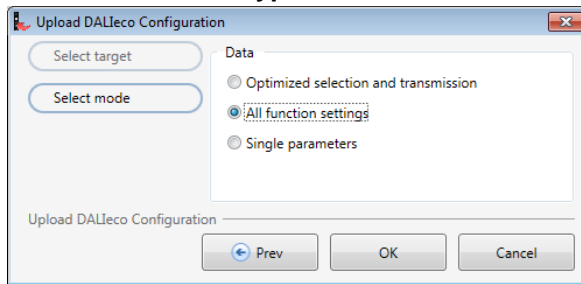 Upload DALIeco Configuration
Select target
Select mode
Data
Optimized selection and transmission
All function settings
Single parameters
Upload DALIeco Configuration
Prev
OK
Cancel